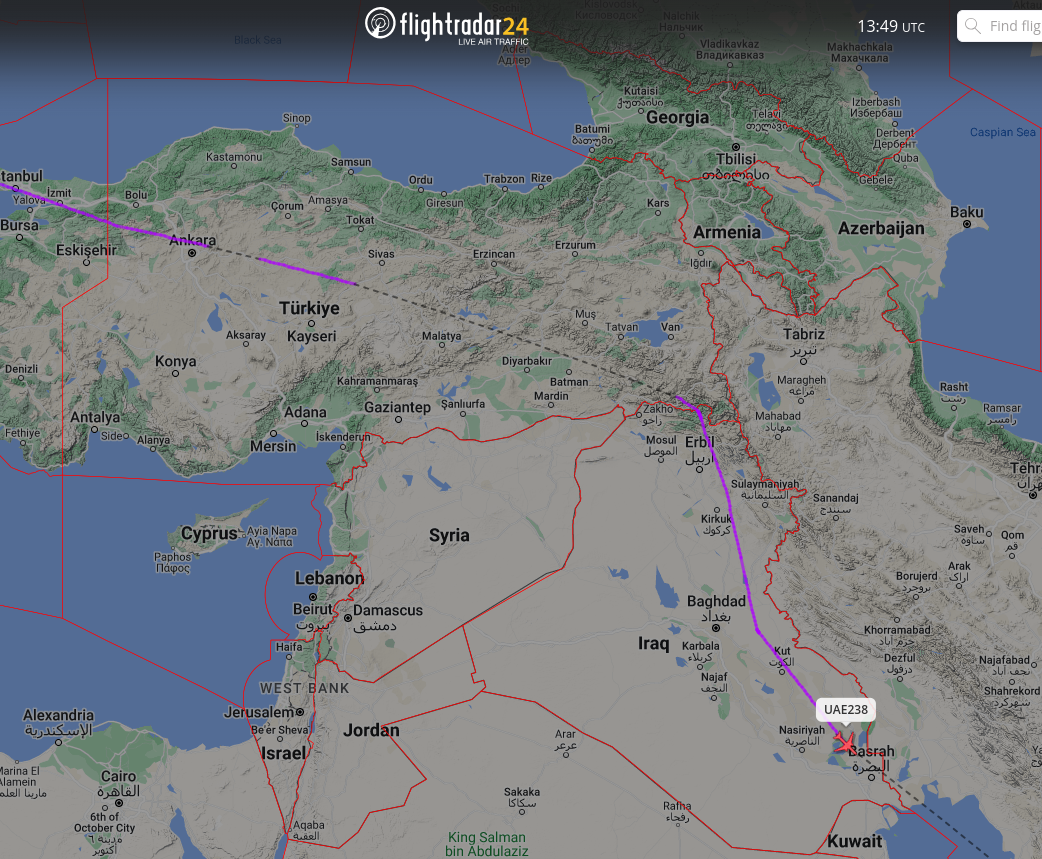 flightradar24
LIVE AIR TRAFFIC
13:49 UTC
Find flig
Black Sea
Adler
Адлер
Nalchik
Нальчик
Vladikavkaz
Владикавказ
Makhachkala
Махачкала
Izberbash
Избербаш
Derbent
Дербент
Caspian Sea
Kutaisi
ქუთაისი
Georgia
Telavi
თელავი
Batumi
ბათუმი
Tbilisi
თბილისი
Quba
Gebele
Sinop
Kastamonu
Samsun
Ordu
Giresun
Trabzon
Rize
tanbul
Yalova
İzmit
Bolu
Bursa
Çorum
Amasya
Tokat
Kars
Armenia
Azerbaijan
Baku
Eskişehir
Ankara
Sivas
Erzincan
Erzurum
Iğdır
Türkiye
Kayseri
Aksaray
Malatya
Muş
Tatvan
Van
Tabriz
تبریز
Konya
Denizli
Diyarbakır
Batman
Mardin
Maragheh
مراغه
Rasht
رشت
Ramsar
رامسر
Kahramanmaraş
Gaziantep
Şanlıurfa
Adana
Antalya
Fethiye
Side
Alanya
Mersin
İskenderun
Zakho
زاخو
Mahabad
مهاباد
Mosul
الموصل
Erbil
أربيل
Tehra
Sulaymaniyah
السليمانية
Sanandaj
سنندج
Kirkuk
كركوك
Saveh
ساوه
Qom
قم
Cyprus
Ayia Napa
Αγ. Νάπα
Paphos
Πάφος
Syria
Arak
اراک
Borujerd
بروجرد
Lebanon
Beirut
بيروت
Damascus
دمشق
Baghdad
بغداد
Khorramabad
خرم آباد
Iraq
Karbala
كربلاء
Kut
الكوت
Dezful
دزفول
Najafabad
نجف آباد
Haifa
Najaf
النجف
Shahrekord
شهرکرد
WEST BANK
Jerusalem
Be'er Sheva
UAE238
Alexandria
الإسكندرية
Jordan
Israel
Arar
عرعر
Nasiriyah
الناصرية
Basrah
البصرة
Marina El
Alamein
مارينا العلم
Cairo
القاهرة
6th of
October City
مدينة ٦
أكتوبر
Sakaka
سكاكا
Rafha
رفحاء
Aqaba
العقبة
King Salman
bin Abdulaziz
Kuwait